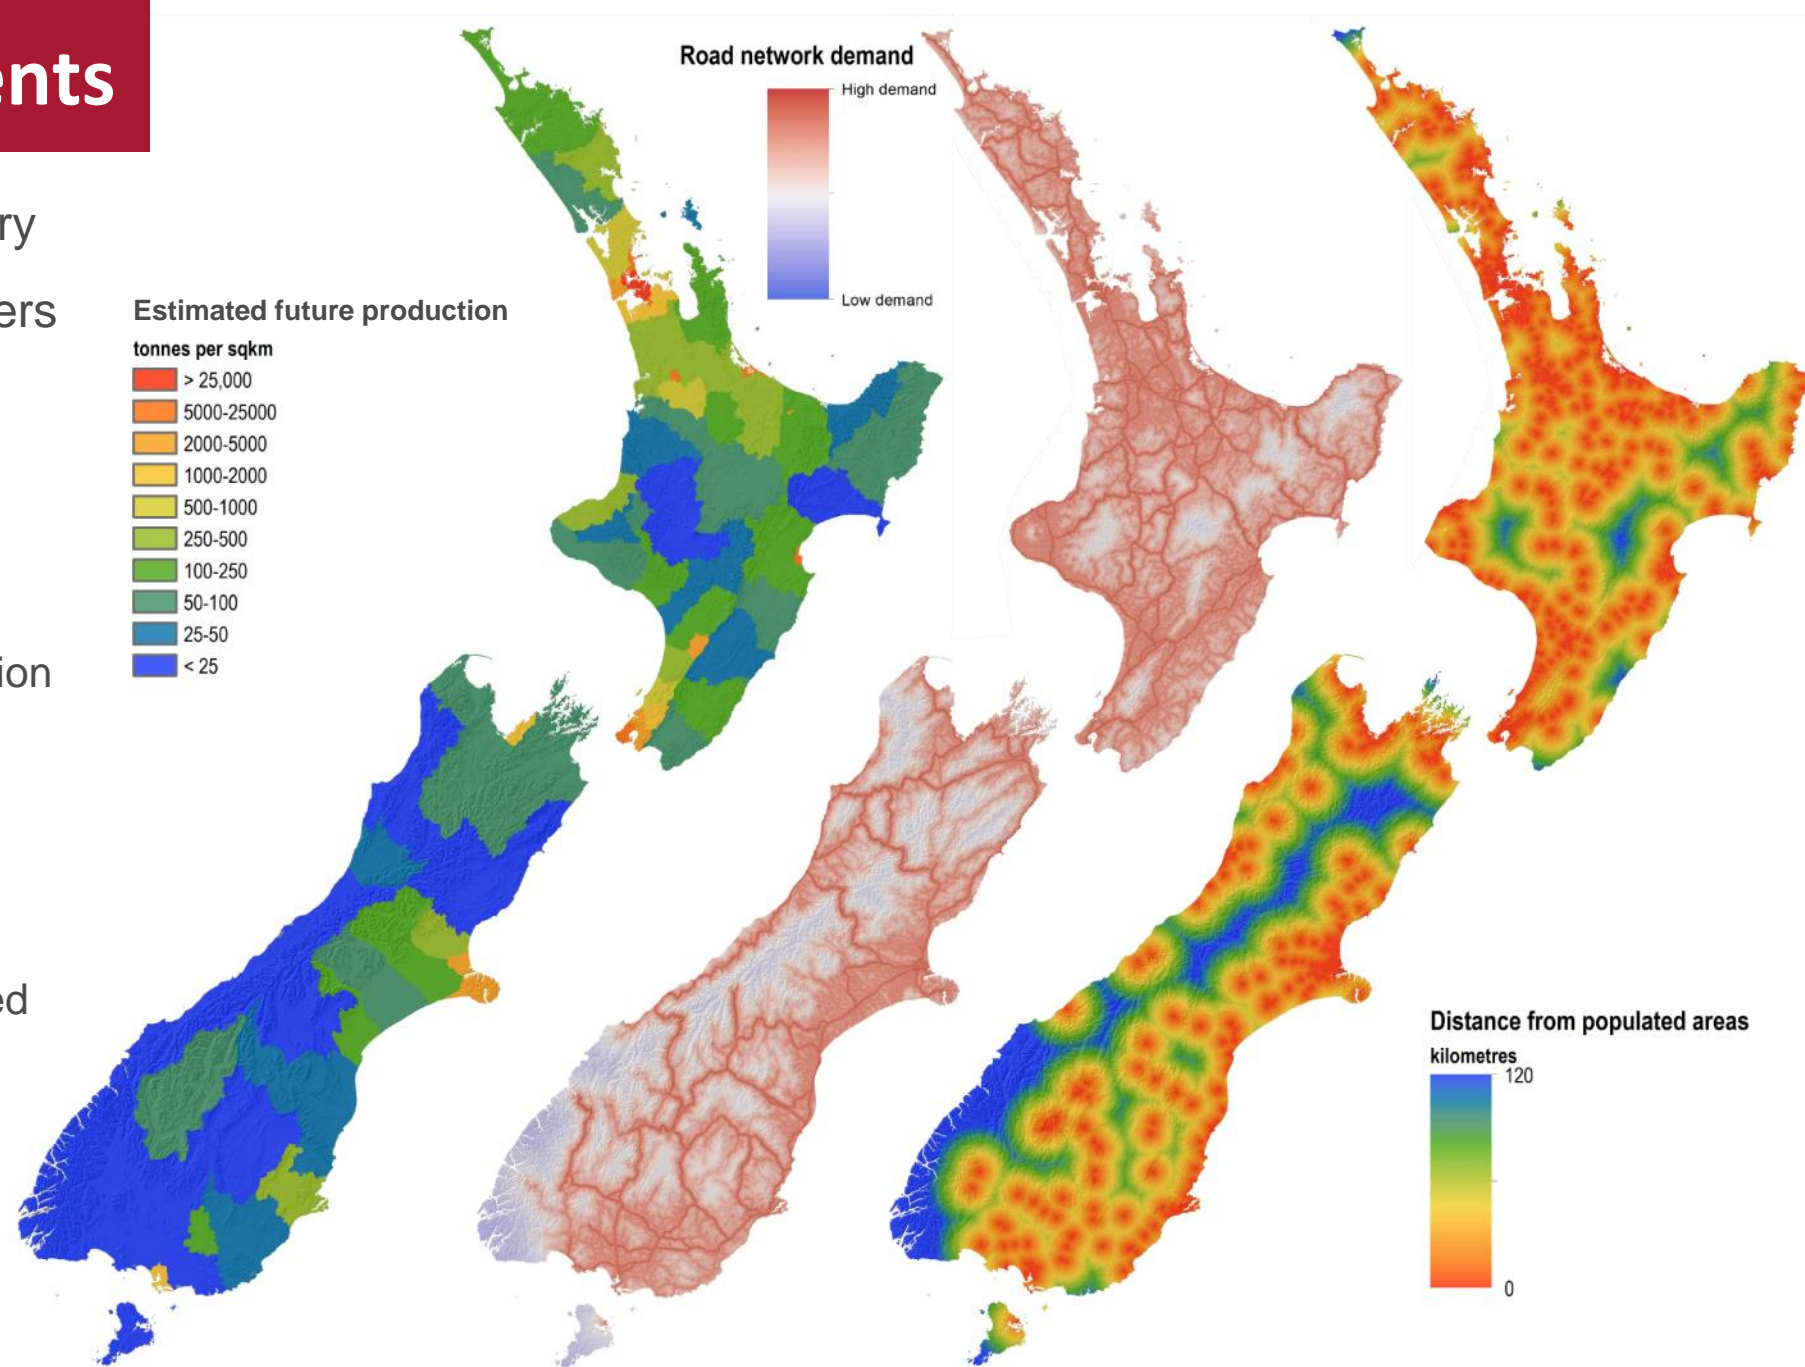 ents
ry
ers
ion
ed
Estimated future production
tonnes per sqkm
> 25,000
5000-25000
2000-5000
1000-2000
500-1000
250-500
100-250
50-100
25-50
< 25
Road network demand
High demand
Low demand
Distance from populated areas
kilometres
120
0